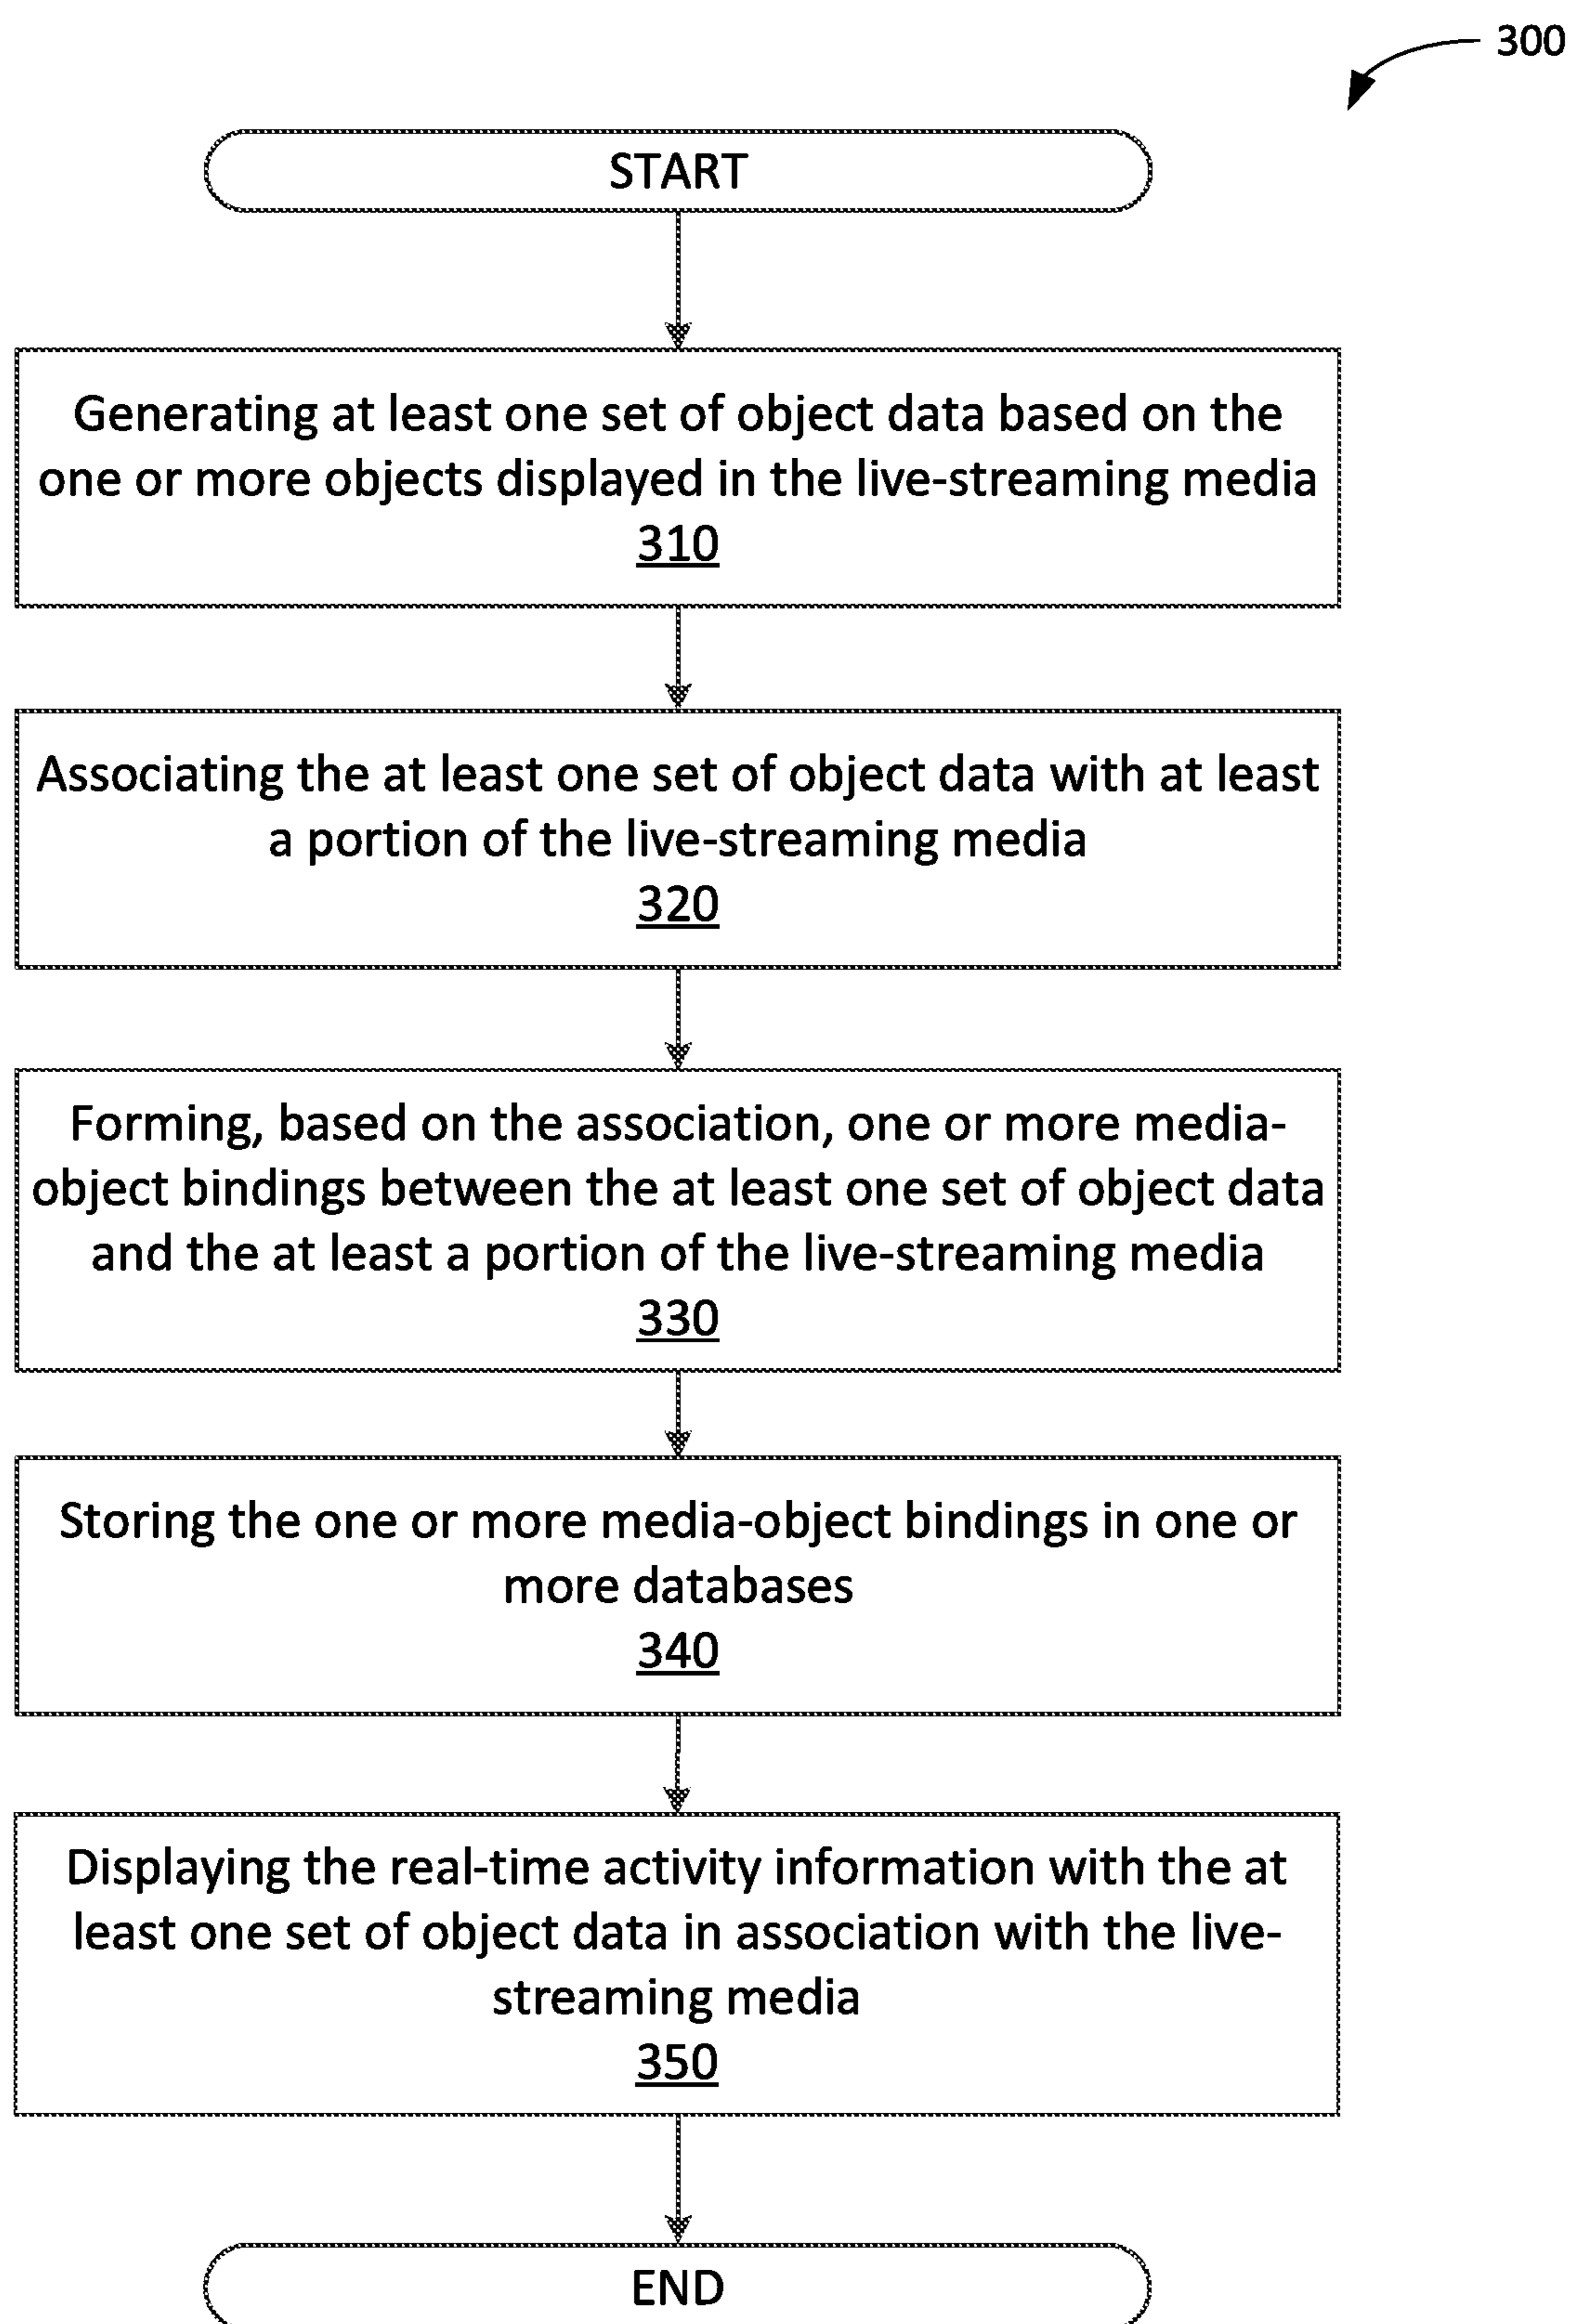 300
START
Generating at least one set of object data based on the
one or more objects displayed in the live-streaming media
310
Associating the at least one set of object data with at least
a portion of the live-streaming media
320
Forming, based on the association, one or more media-
object bindings between the at least one set of object data
and the at least a portion of the live-streaming media
330
Storing the one or more media-object bindings in one or
more databases
340
Displaying the real-time activity information with the at
least one set of object data in association with the live-
streaming media
350
END